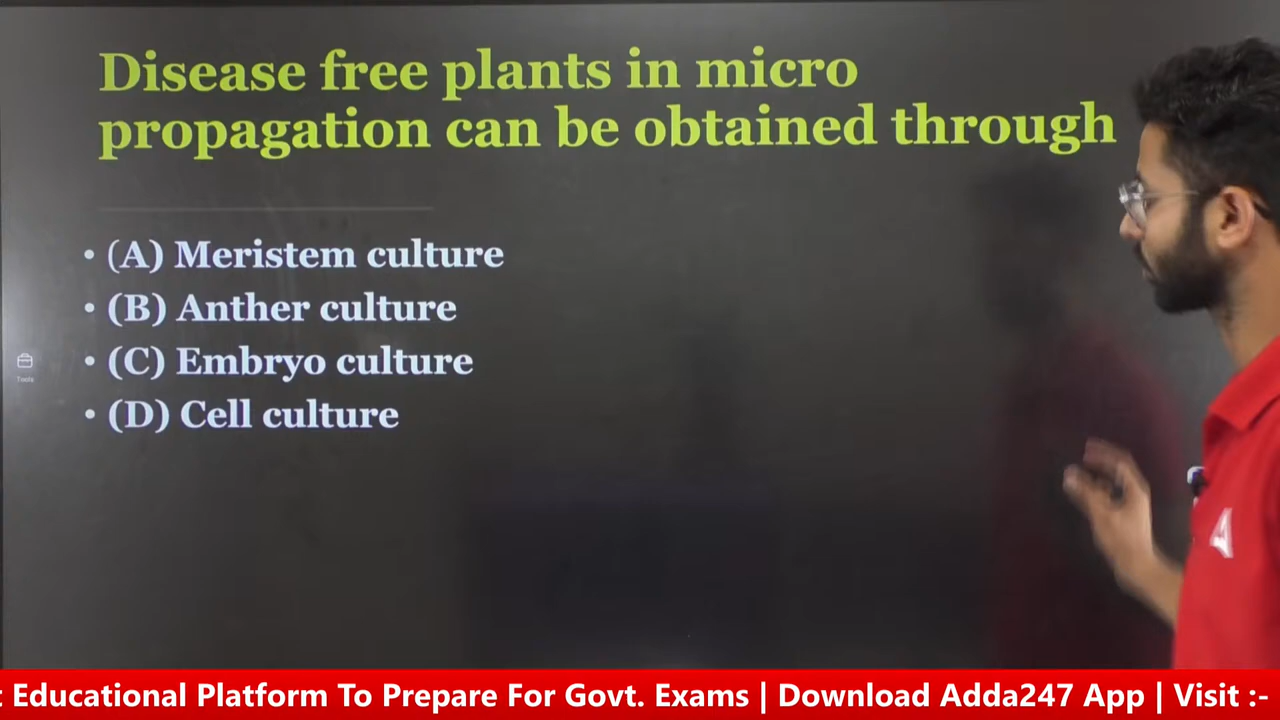 Disease free plants in micro
propagation can be obtained through
• (A) Meristem culture
• (B) Anther culture
• (C) Embryo culture
• (D) Cell culture
Tools
: Educational Platform To Prepare For Govt. Exams | Download Adda247 App | Visit :-